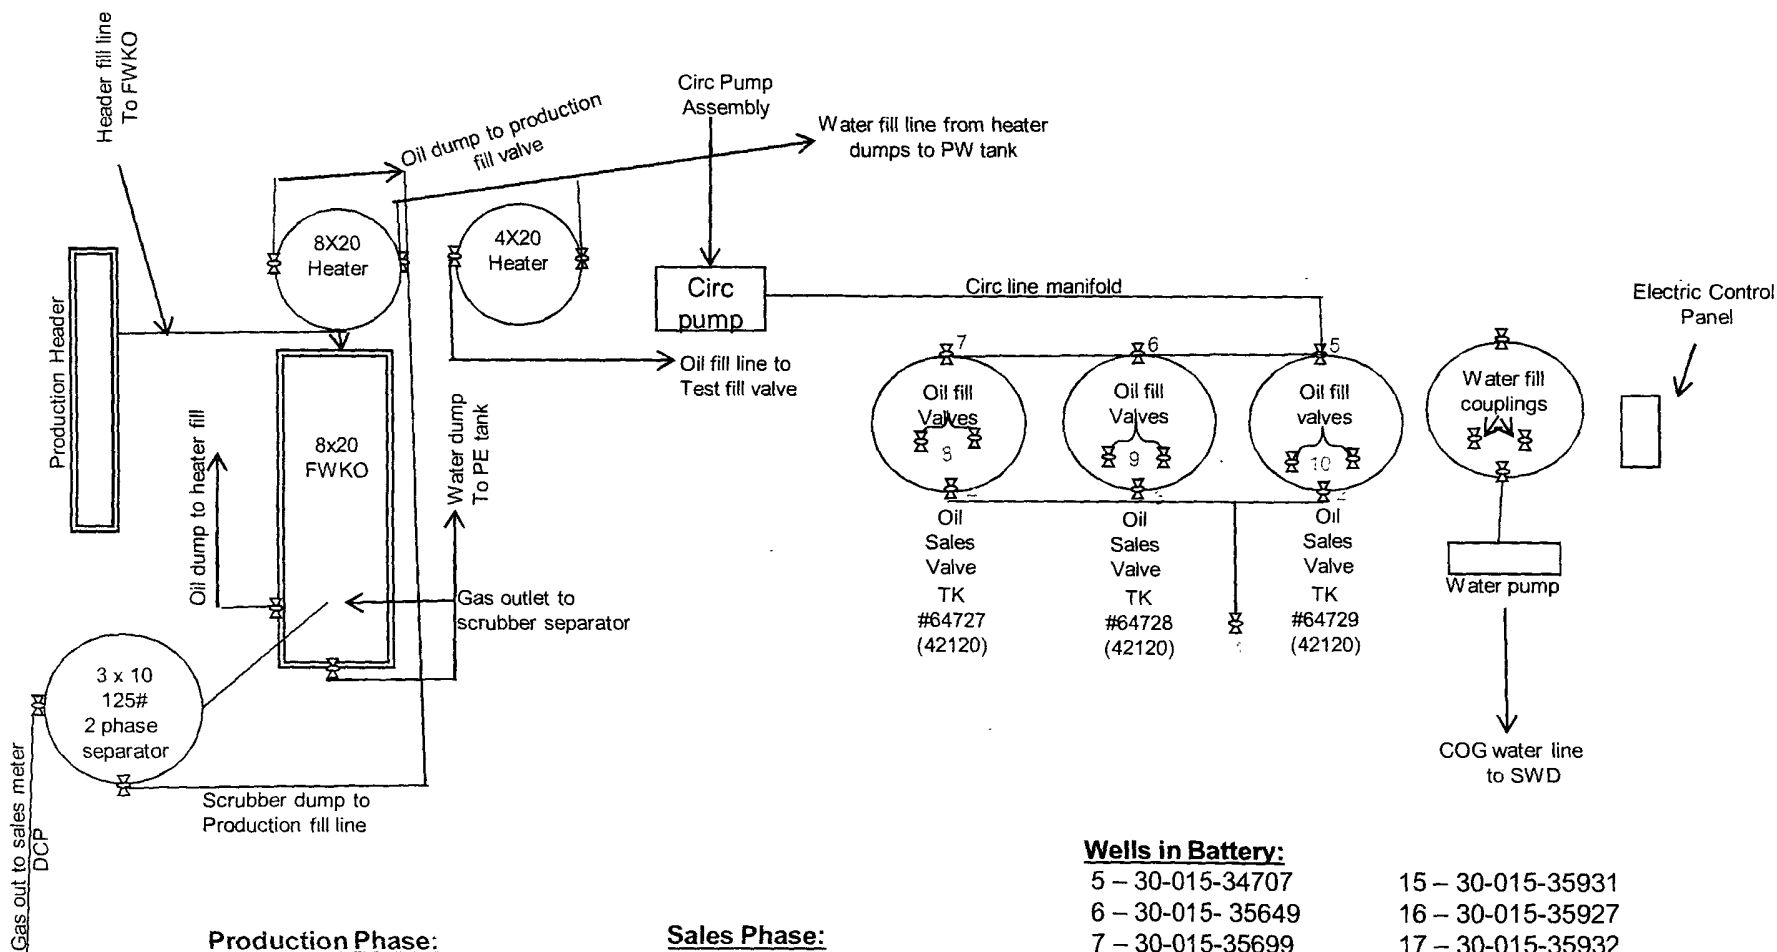 Header fill line
To FWKO
Circ Pump
Assembly
Oil dump to production
fill valve
Water fill line from heater
dumps to PW tank
8X20
Heater
4X20
Heater
Circ
pump
Circ line manifold
Electric Control
Panel
Production Header
Oil fill line to
Test fill valve
7
6
5
Oil fill
Valves
Oil fill
Valves
9
Oil fill
valves
10
Water fill
couplings
8x20
FWKO
Water dump
To PE tank
Oil dump to heater fill
Gas outlet to
scrubber separator
Oil
Sales
Valve
TK
#64727
(42120)
Oil
Sales
Valve
TK
#64728
(42120)
Oil
Sales
Valve
TK
#64729
(42120)
Water pump
COG water line
to SWD
3 x 10
125#
2 phase
separator
Scrubber dump to
Production fill line
Gas out to sales meter
DCP
Wells in Battery:
5 – 30-015-34707
15 – 30-015-35931
6 – 30-015- 35649
16 – 30-015-35927
7 – 30-015-35699
17 – 30-015-35932
Production Phase:
Sales Phase: